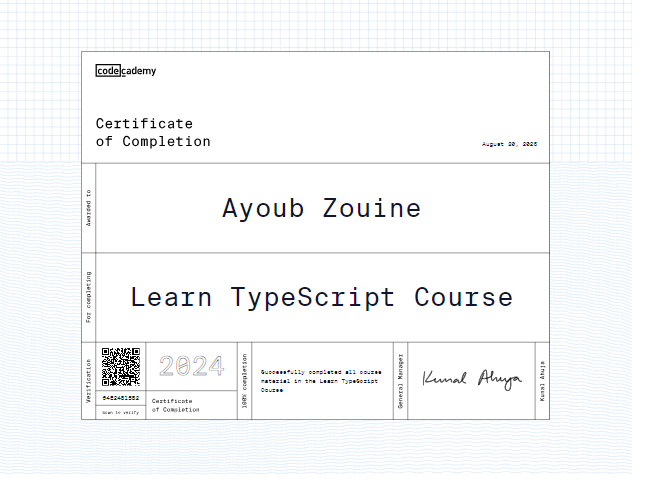 codecademy
Certificate
of Completion
August 20, 2025
Awarded to
Ayoub Zouine
For completing
Learn TypeScript Course
Verification
Scan to verify
2024
Certificate
of Completion
100% completion
Successfully completed all course
material in the Learn TypeScript
Course
General Manager
Kunal Ahuja
Kunal Ahuja